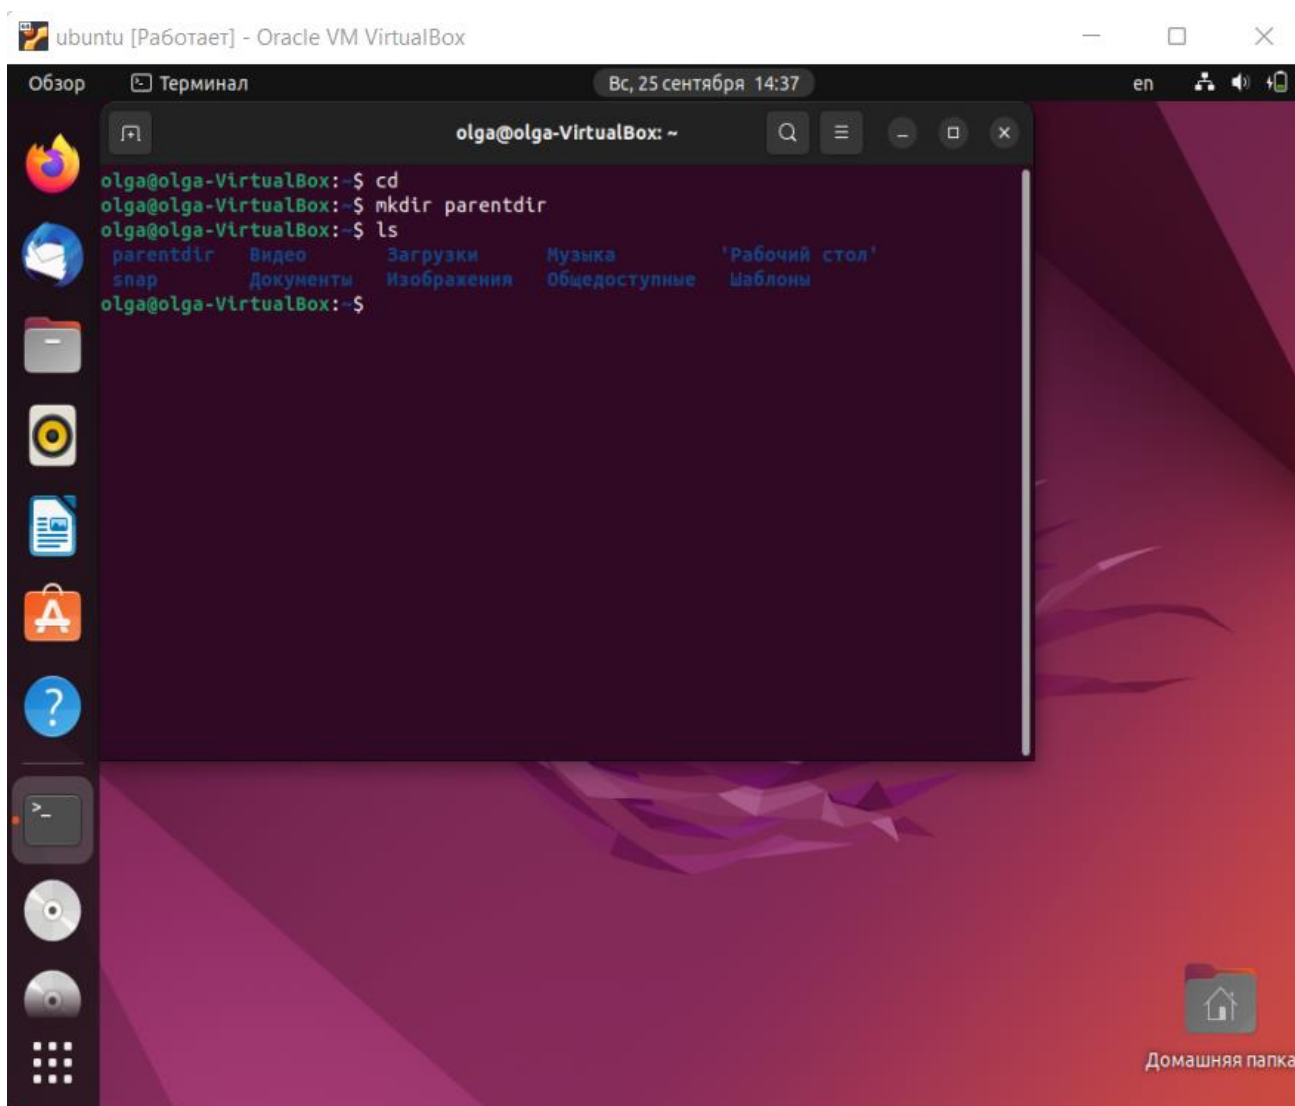 ubuntu [Работает] - Oracle VM VirtualBox
Обзор Терминал Вс, 25 сентября 14:37 en
olga@olga-VirtualBox: ~
olga@olga-VirtualBox:~$ cd
olga@olga-VirtualBox:~$ mkdir parentdir
olga@olga-VirtualBox:~$ ls
parentdir Видео Загрузки Музыка 'Рабочий стол'
snap Документы Изображения Общедоступные Шаблоны
olga@olga-VirtualBox:~$
Домашняя папка